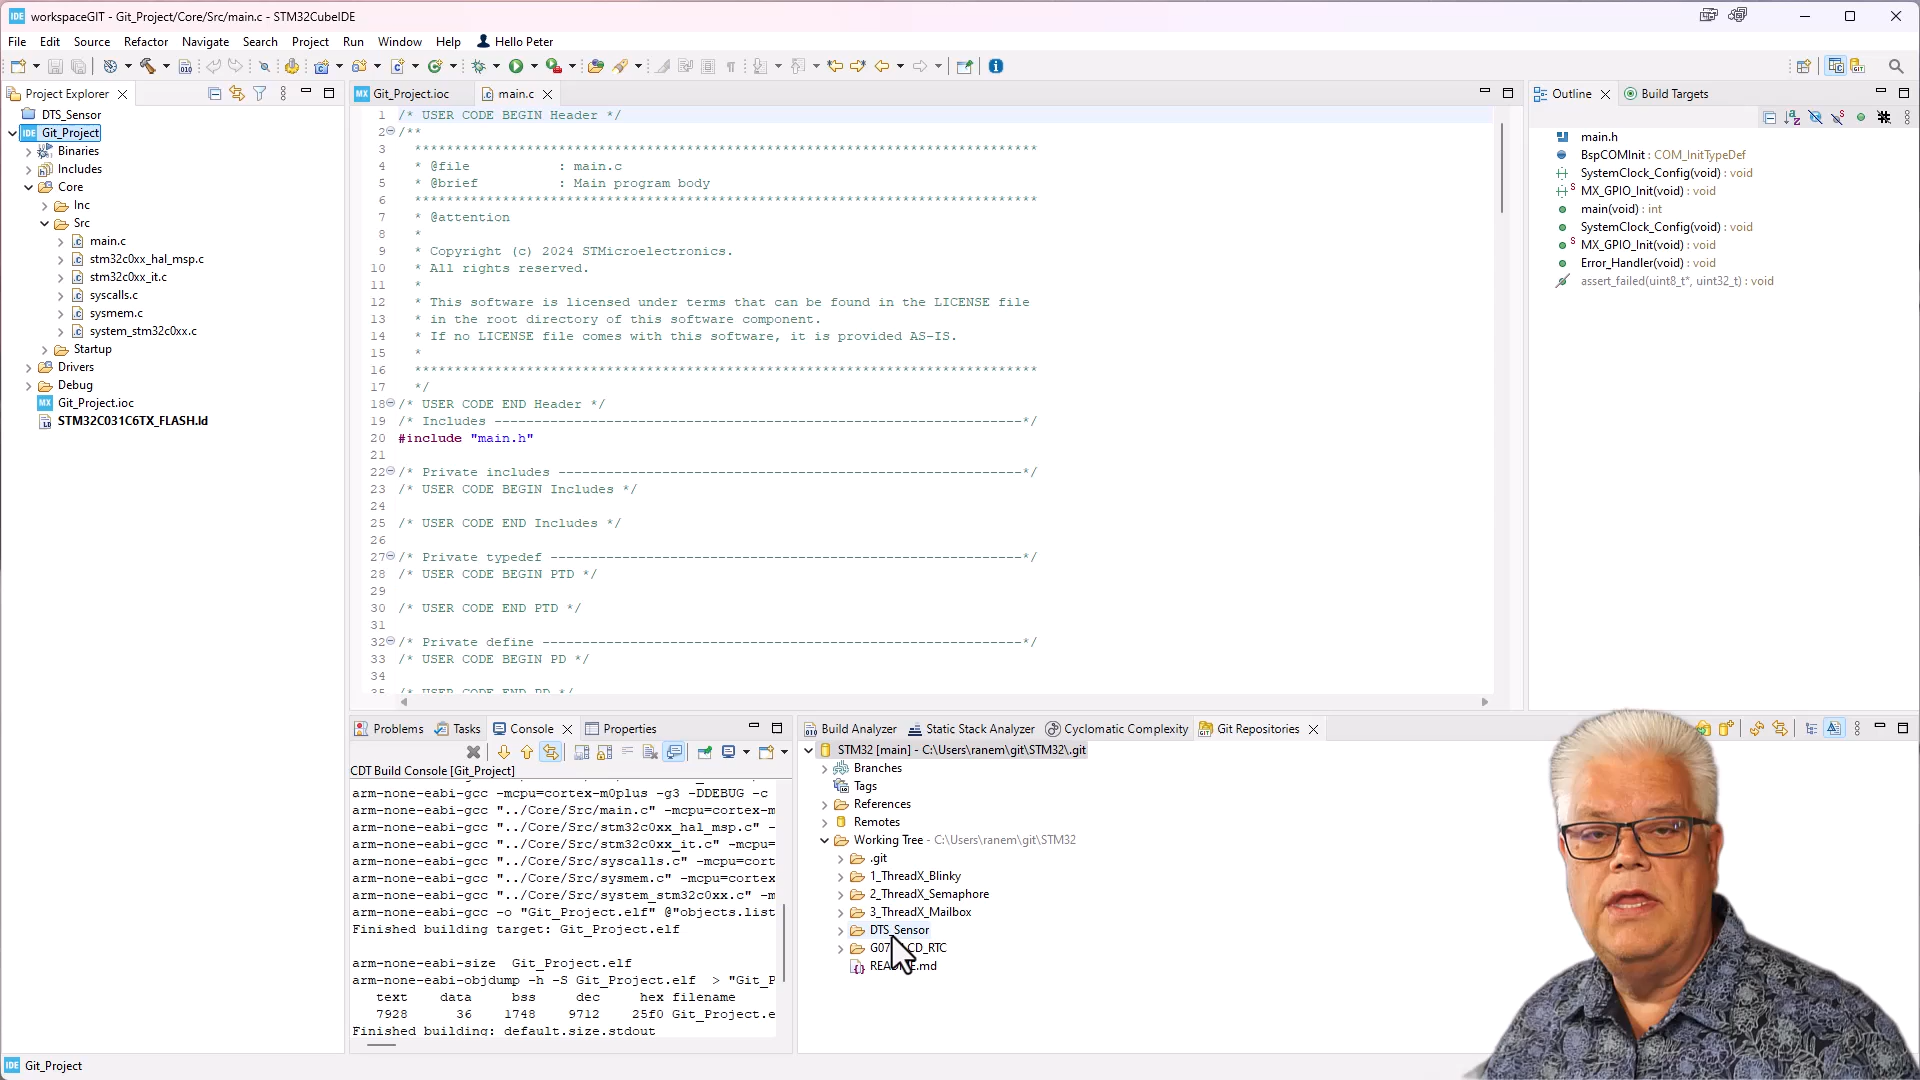 IDE workspaceGIT - Git_Project/Core/Src/main.c - STM32CubeIDE
File Edit Source Refactor Navigate Search Project Run Window Help Hello Peter
Project Explorer
DTS_Sensor
IDE Git_Project
Binaries
Includes
Core
Inc
Src
main.c
stm32c0xx_hal_msp.c
stm32c0xx_it.c
syscalls.c
sysmem.c
system_stm32c0xx.c
Startup
Drivers
Debug
MX Git_Project.ioc
STM32C031C6TX_FLASH.ld
MX Git_Project.ioc main.c
1 /* USER CODE BEGIN Header */
2 /**
3 ******************************************************************************
4 * @file : main.c
5 * @brief : Main program body
6 ******************************************************************************
7 * @attention
8 *
9 * Copyright (c) 2024 STMicroelectronics.
10 * All rights reserved.
11 *
12 * This software is licensed under terms that can be found in the LICENSE file
13 * in the root directory of this software component.
14 * If no LICENSE file comes with this software, it is provided AS-IS.
15 *
16 ******************************************************************************
17 */
18 /* USER CODE END Header */
19 /* Includes ------------------------------------------------------------------*/
20 #include "main.h"
21
22 /* Private includes ----------------------------------------------------------*/
23 /* USER CODE BEGIN Includes */
24
25 /* USER CODE END Includes */
26
27 /* Private typedef -----------------------------------------------------------*/
28 /* USER CODE BEGIN PTD */
29
30 /* USER CODE END PTD */
31
32 /* Private define ------------------------------------------------------------*/
33 /* USER CODE BEGIN PD */
34
35 /* USER CODE END PD */
Outline Build Targets
main.h
BspCOMInit : COM_InitTypeDef
SystemClock_Config(void) : void
MX_GPIO_Init(void) : void
main(void) : int
SystemClock_Config(void) : void
MX_GPIO_Init(void) : void
Error_Handler(void) : void
assert_failed(uint8_t*, uint32_t) : void
Problems Tasks Console Properties
CDT Build Console [Git_Project]
arm-none-eabi-gcc -mcpu=cortex-m0plus -g3 -DDEBUG -c
arm-none-eabi-gcc "../Core/Src/main.c" -mcpu=cortex-m
arm-none-eabi-gcc "../Core/Src/stm32c0xx_hal_msp.c" -
arm-none-eabi-gcc "../Core/Src/stm32c0xx_it.c" -mcpu=
arm-none-eabi-gcc "../Core/Src/syscalls.c" -mcpu=cort
arm-none-eabi-gcc "../Core/Src/sysmem.c" -mcpu=cortex
arm-none-eabi-gcc "../Core/Src/system_stm32c0xx.c" -m
arm-none-eabi-gcc -o "Git_Project.elf" @"objects.list
Finished building target: Git_Project.elf
arm-none-eabi-size Git_Project.elf
arm-none-eabi-objdump -h -S Git_Project.elf > "Git_P
text data bss dec hex filename
7928 36 1748 9712 25f0 Git_Project.e
Finished building: default.size.stdout
Build Analyzer Static Stack Analyzer Cyclomatic Complexity Git Repositories
STM32 [main] - C:\Users\ranem\git\STM32\.git
Branches
Tags
References
Remotes
Working Tree - C:\Users\ranem\git\STM32
.git
1_ThreadX_Blinky
2_ThreadX_Semaphore
3_ThreadX_Mailbox
DTS_Sensor
IDE Git_Project